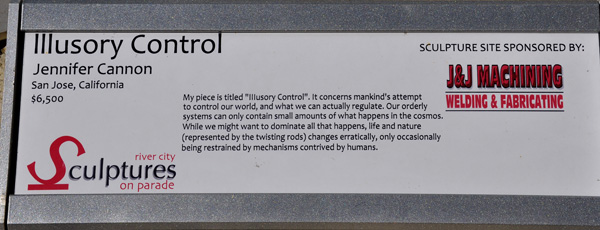 Illusory Control
Jennifer Cannon
San Jose, California
$6,500
SCULPTURE SITE SPONSORED BY:
J&J MACHINING
WELDING & FABRICATING
My piece is titled "Illusory Control". It concerns mankind's attempt
to control our world, and what we can actually regulate. Our orderly
systems can only contain small amounts of what happens in the cosmos.
While we might want to dominate all that happens, life and nature
(represented by the twisting rods) changes erratically, only occasionally
being restrained by mechanisms contrived by humans.
river city
Sculptures
on parade